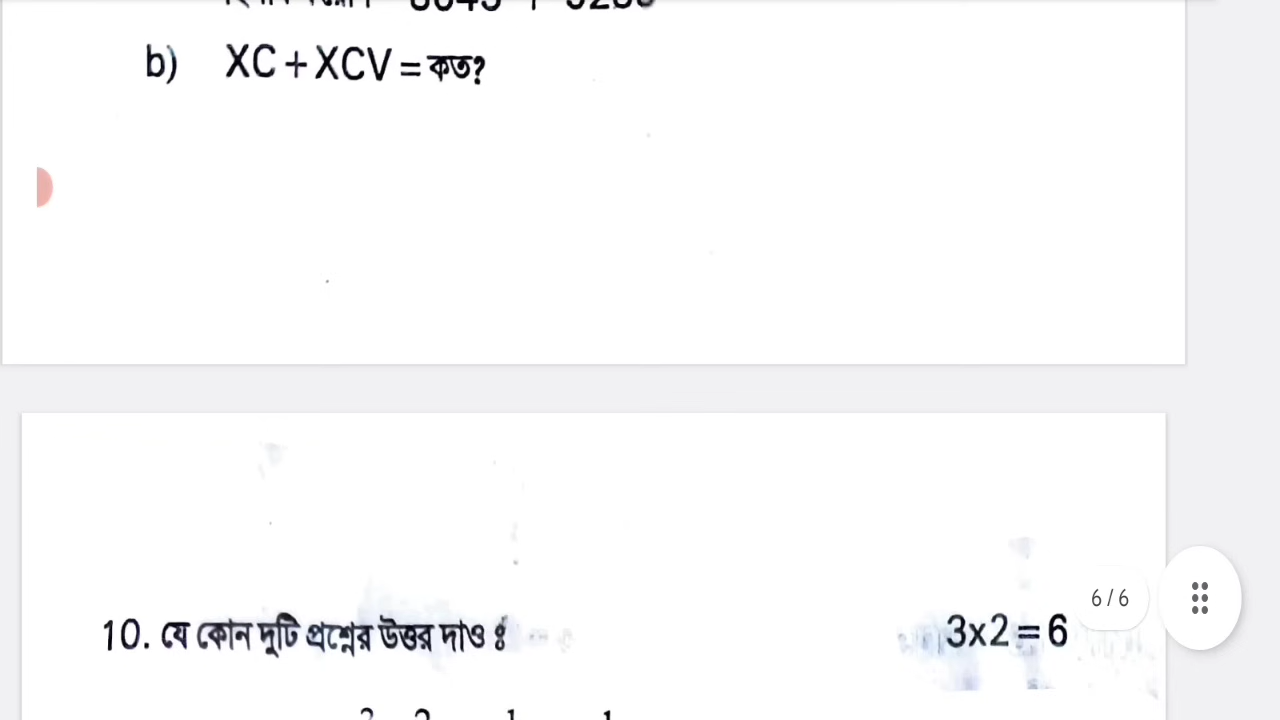 b) XC + XCV = কত?
10. যে কোন দুটি প্রশ্নের উত্তর দাও ঃ 3x2 = 6
6 / 6